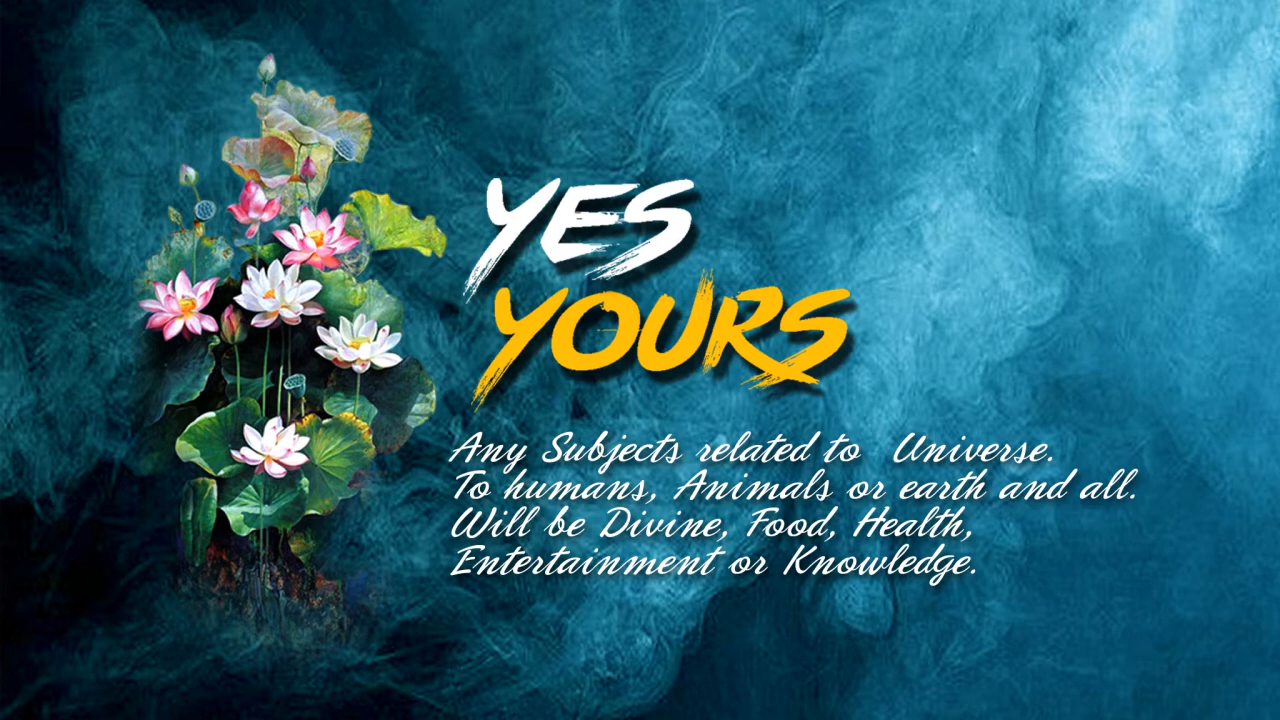 YES
YOURS
Any Subjects related to Universe.
To humans, Animals or earth and all.
Will be Divine, Food, Health,
Entertainment or Knowledge.